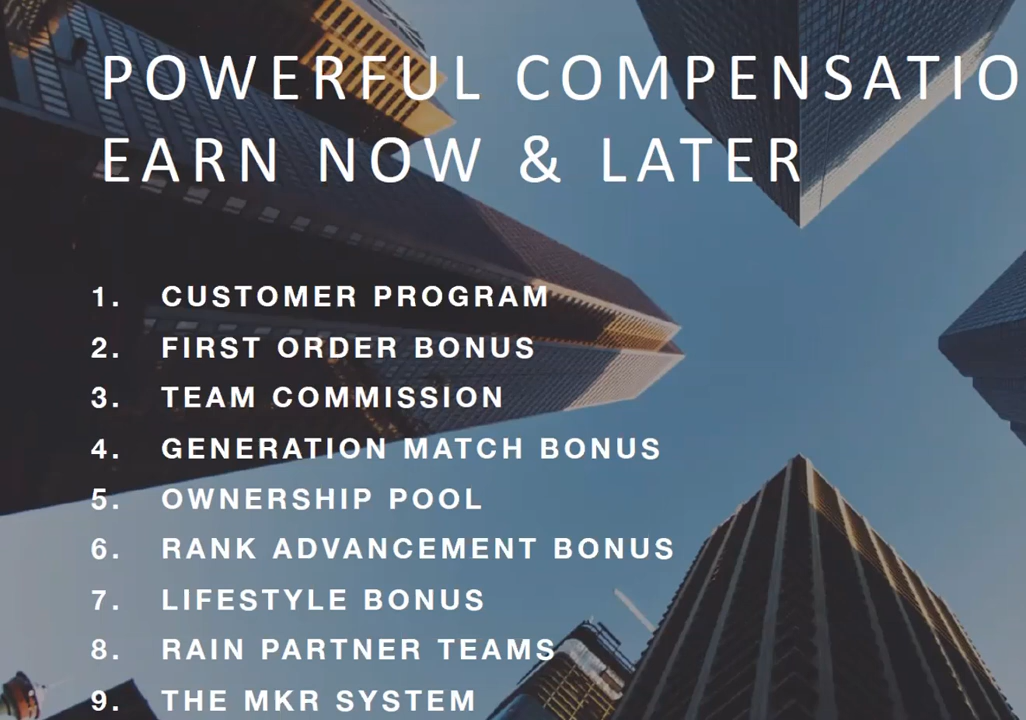 POWERFUL COMPENSATIO
EARN NOW & LATER
1. CUSTOMER PROGRAM
2. FIRST ORDER BONUS
3. TEAM COMMISSION
4. GENERATION MATCH BONUS
5. OWNERSHIP POOL
6. RANK ADVANCEMENT BONUS
7. LIFESTYLE BONUS
8. RAIN PARTNER TEAMS
9. THE MKR SYSTEM